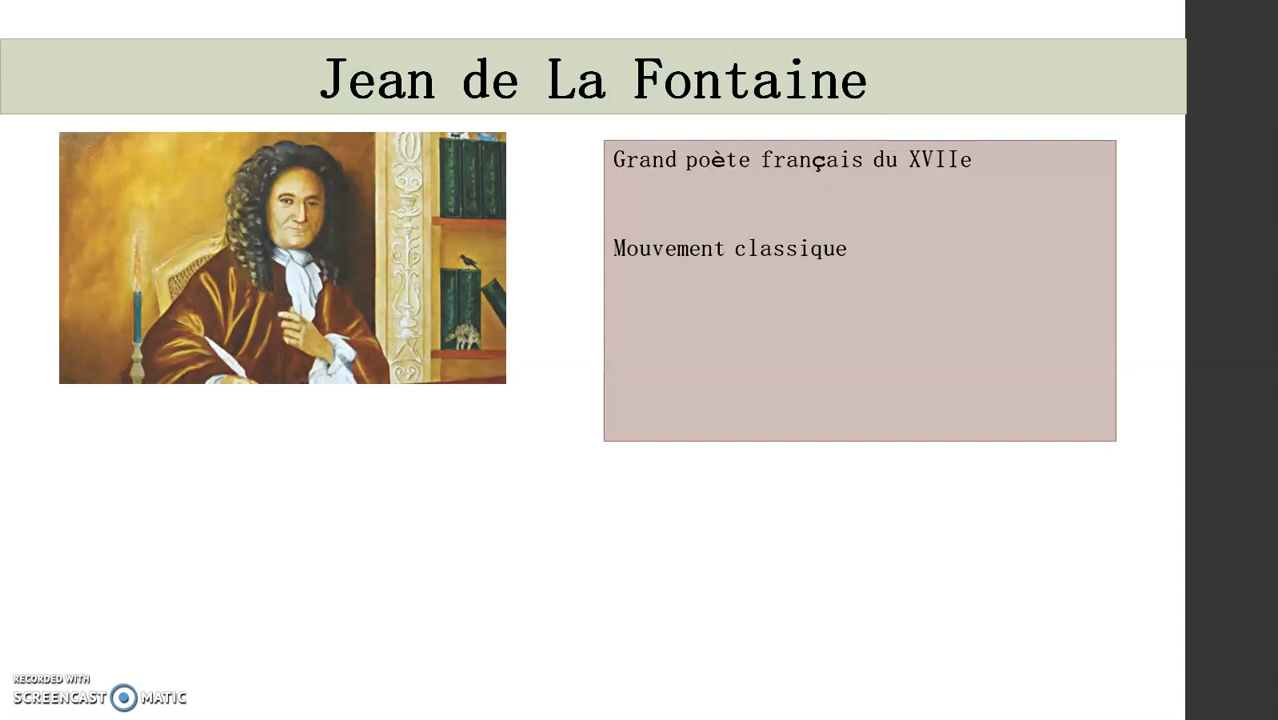 Jean de La Fontaine
Grand poète français du XVIIe
Mouvement classique
RECORDED WITH
SCREENCAST MATIC